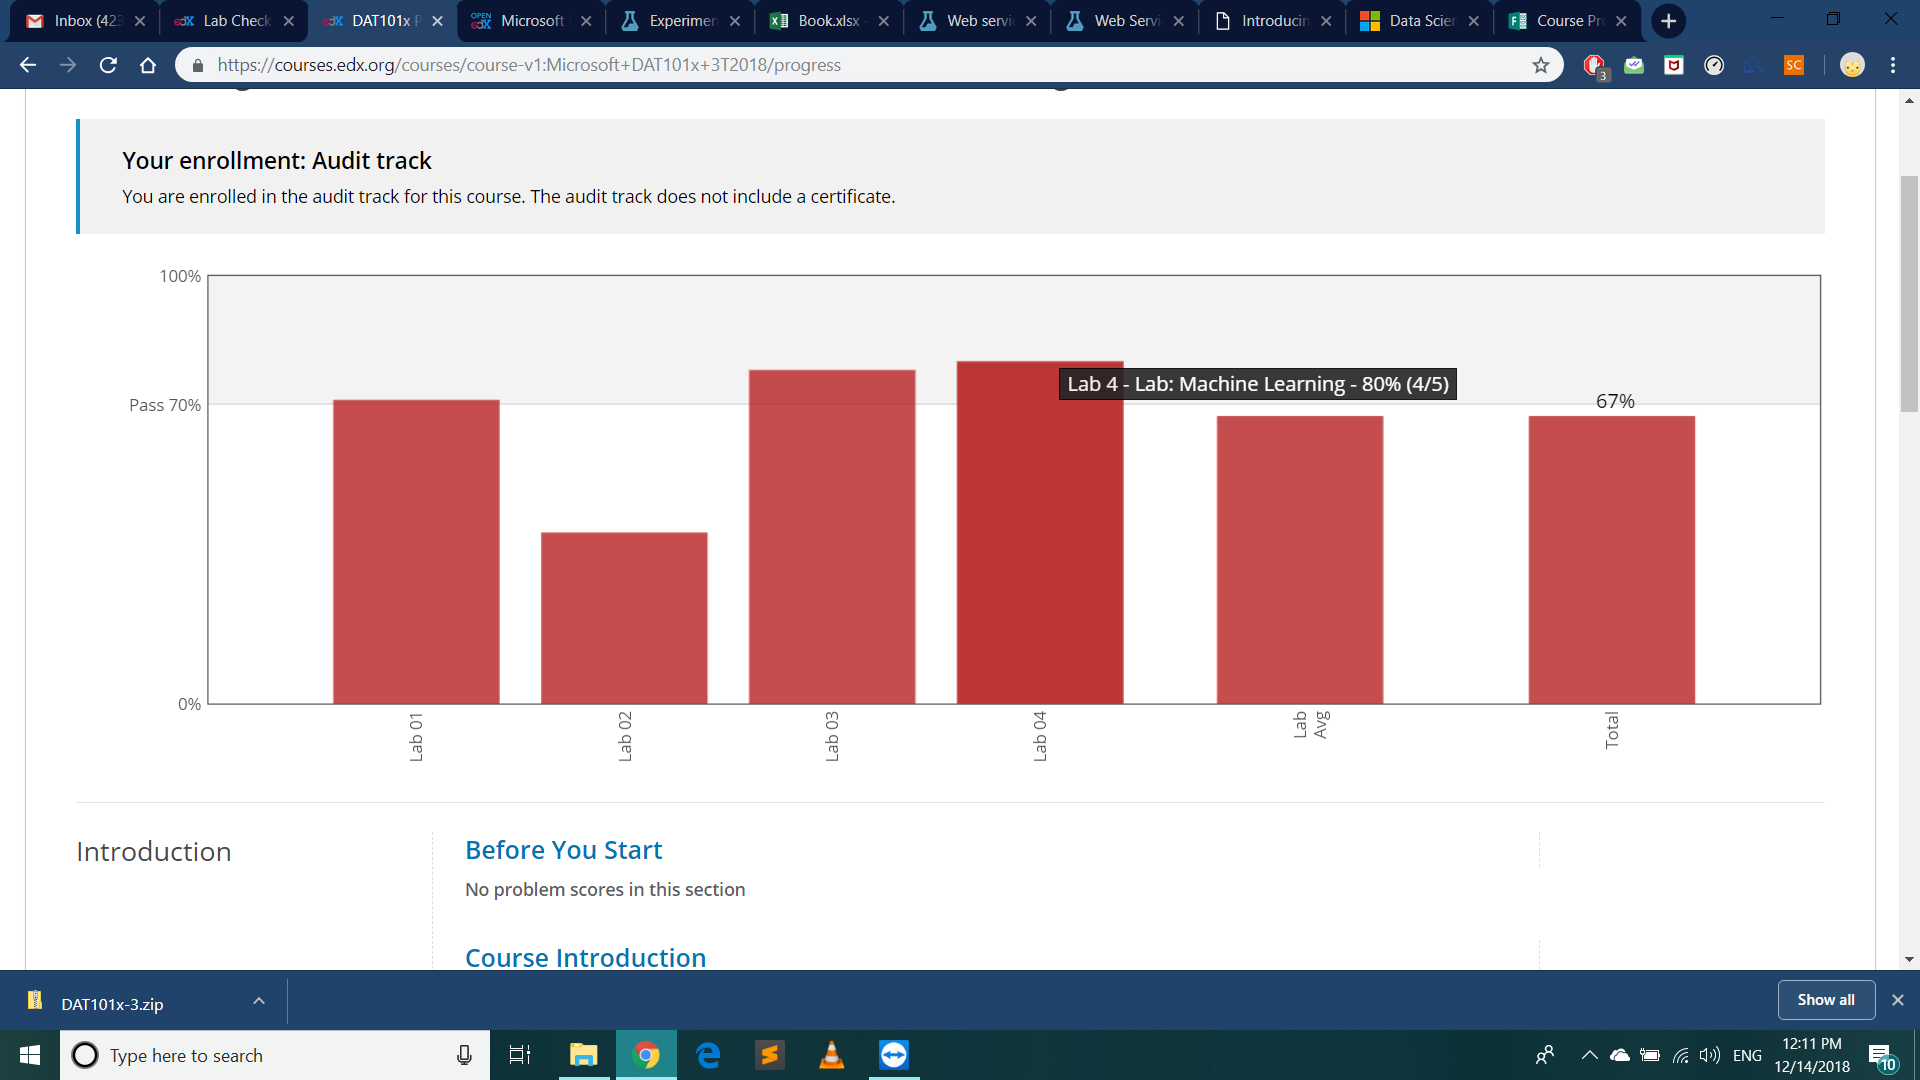 Inbox (423
Lab Check
DAT101x P
Microsoft
Experimen
Book.xlsx
Web servi
Web Servi
Introducin
Data Scien
Course Pr
https://courses.edx.org/courses/course-v1:Microsoft+DAT101x+3T2018/progress
3
SC
Your enrollment: Audit track
You are enrolled in the audit track for this course. The audit track does not include a certificate.
100%
Pass 70%
0%
Lab 4 - Lab: Machine Learning - 80% (4/5)
67%
Lab 01
Lab 02
Lab 03
Lab 04
Lab
Avg
Total
Introduction
Before You Start
No problem scores in this section
Course Introduction
DAT101x-3.zip
Show all
Type here to search
ENG
12:11 PM
12/14/2018
10